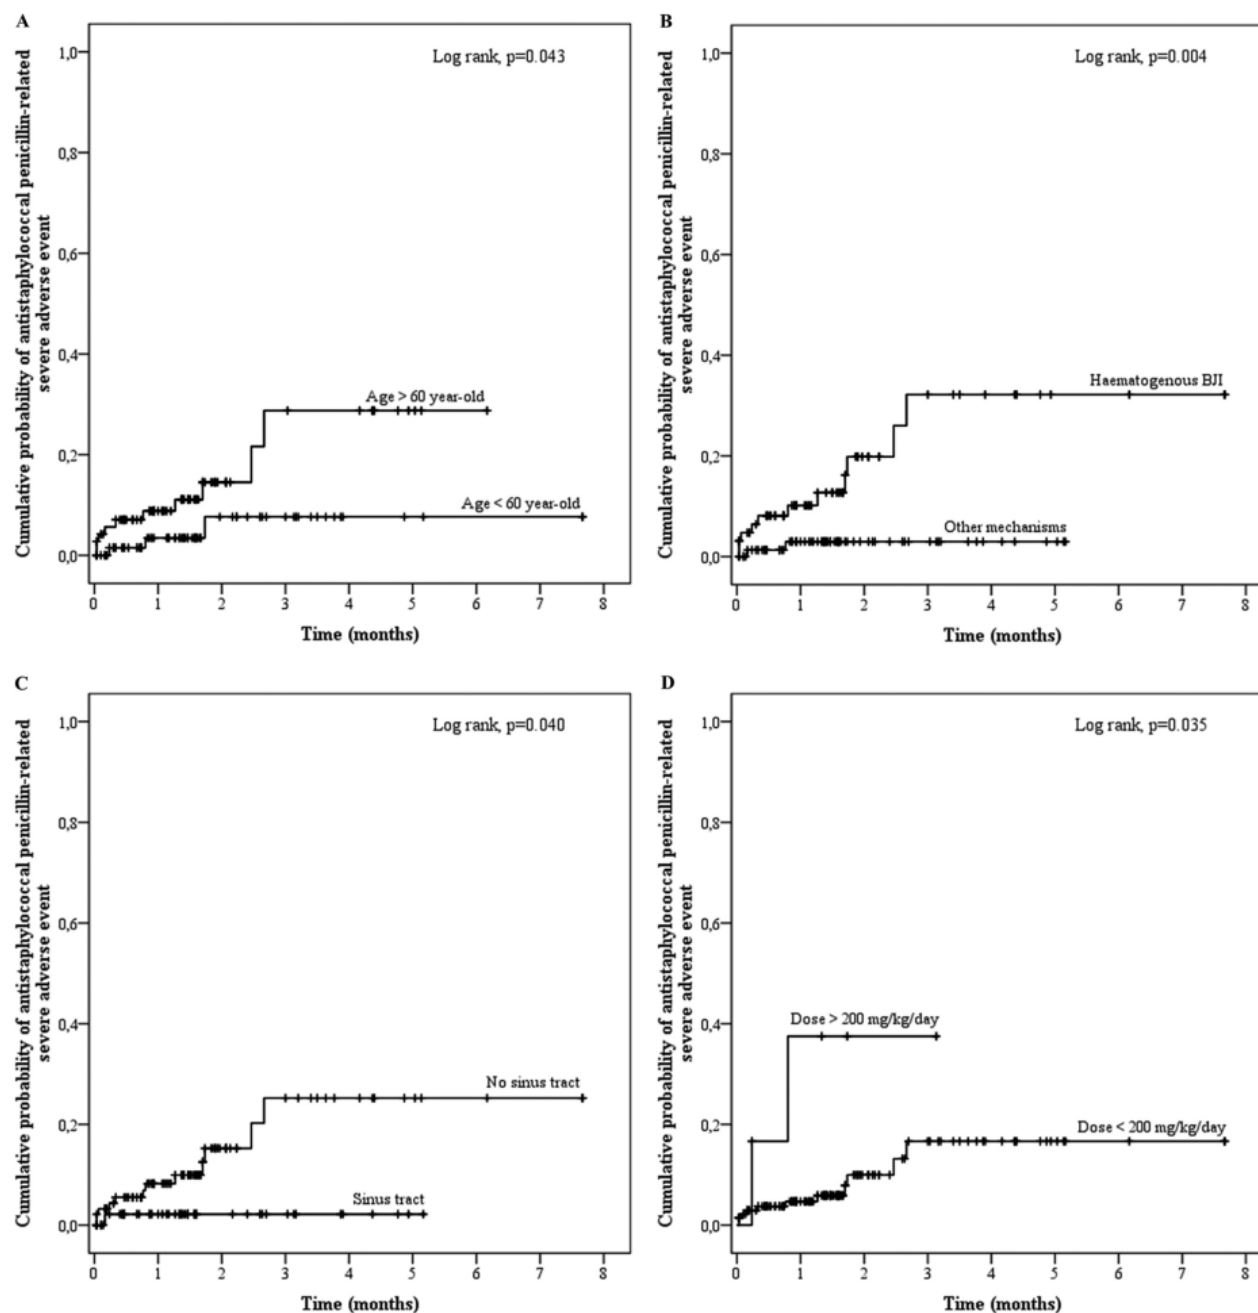 A
Cumulative probability of antistaphylococcal penicillin-related
severe adverse event
Log rank, p=0.043
1,0
0,8
0,6
0,4
0,2
0,0
Age > 60 year-old
Age < 60 year-old
0 1 2 3 4 5 6 7 8
Time (months)
B
Cumulative probability of antistaphylococcal penicillin-related
severe adverse event
Log rank, p=0.004
1,0
0,8
0,6
0,4
0,2
0,0
Haematogenous BJI
Other mechanisms
0 1 2 3 4 5 6 7 8
Time (months)
C
Cumulative probability of antistaphylococcal penicillin-related
severe adverse event
Log rank, p=0.040
1,0
0,8
0,6
0,4
0,2
0,0
No sinus tract
Sinus tract
0 1 2 3 4 5 6 7 8
Time (months)
D
Cumulative probability of antistaphylococcal penicillin-related
severe adverse event
Log rank, p=0.035
1,0
0,8
0,6
0,4
0,2
0,0
Dose > 200 mg/kg/day
Dose < 200 mg/kg/day
0 1 2 3 4 5 6 7 8
Time (months)